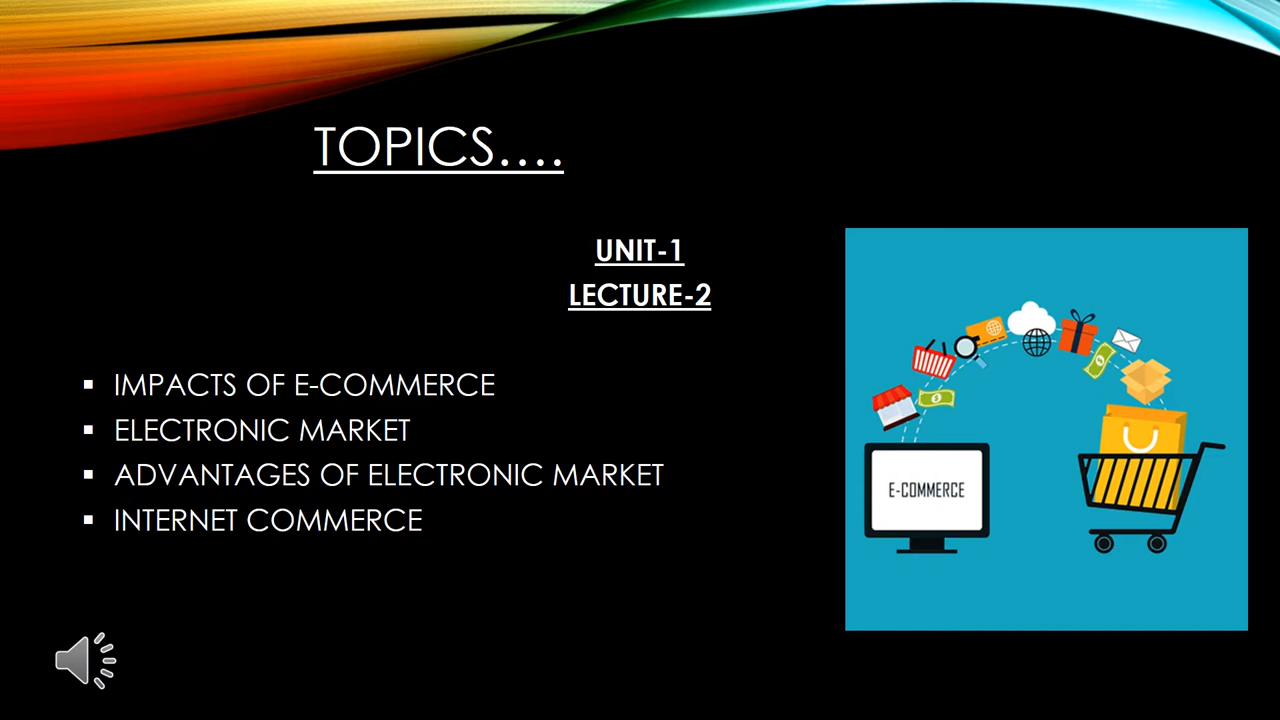 TOPICS....
UNIT-1
LECTURE-2
▪ IMPACTS OF E-COMMERCE
▪ ELECTRONIC MARKET
▪ ADVANTAGES OF ELECTRONIC MARKET
▪ INTERNET COMMERCE
E-COMMERCE